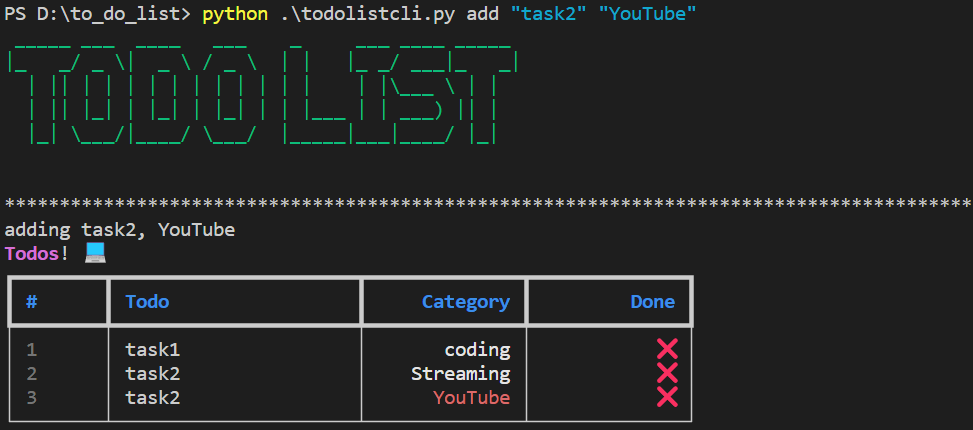 PS D:\to_do_list> python .\todolistcli.py add "task2" "YouTube"
TODO LIST
*****************************************************************************************
adding task2, YouTube
Todos! 💻
# Todo Category Done
1 task1 coding ❌
2 task2 Streaming ❌
3 task2 YouTube ❌